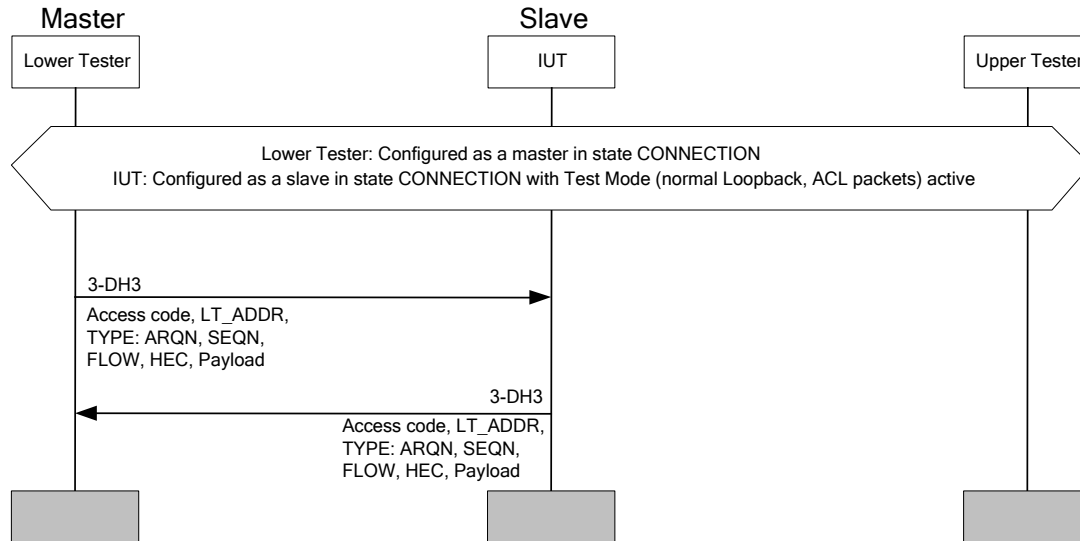 Master
Slave
Lower Tester
IUT
Upper Tester
Lower Tester: Configured as a master in state CONNECTION
IUT: Configured as a slave in state CONNECTION with Test Mode (normal Loopback, ACL packets) active
3-DH3
Access code, LT_ADDR,
TYPE: ARQN, SEQN,
FLOW, HEC, Payload
3-DH3
Access code, LT_ADDR,
TYPE: ARQN, SEQN,
FLOW, HEC, Payload